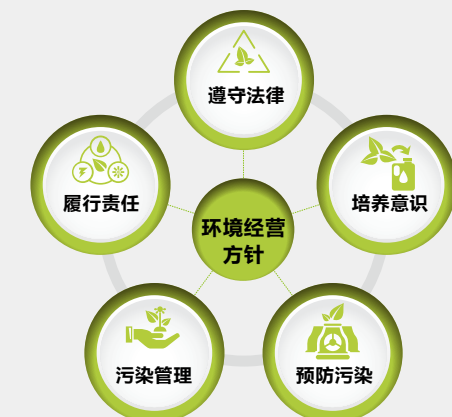 遵守法律
履行责任
培养意识
环境经营
方针
污染管理
预防污染